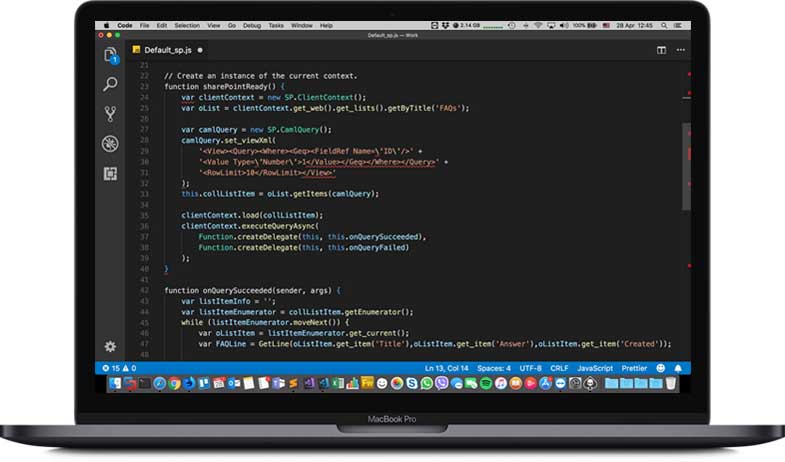 Code File Edit Selection View Go Debug Tasks Window Help 2.14 GB 100% 28 Apr 12:45
Default_sp.js — Work
Default_sp.js
1
21
22 // Create an instance of the current context.
23 function sharePointReady() {
24 var clientContext = new SP.ClientContext();
25 var oList = clientContext.get_web().get_lists().getByTitle('FAQs');
26
27 var camlQuery = new SP.CamlQuery();
28 camlQuery.set_viewXml(
29 '<View><Query><Where><Geq><FieldRef Name=\'ID\'/>' +
30 '<Value Type=\'Number\'>1</Value></Geq></Where></Query>' +
31 '<RowLimit>10</RowLimit></View>'
32 );
33 this.collListItem = oList.getItems(camlQuery);
34
35 clientContext.load(collListItem);
36 clientContext.executeQueryAsync(
37 Function.createDelegate(this, this.onQuerySucceeded),
38 Function.createDelegate(this, this.onQueryFailed)
39 );
40 }
41
42 function onQuerySucceeded(sender, args) {
43 var listItemInfo = '';
44 var listItemEnumerator = collListItem.getEnumerator();
45 while (listItemEnumerator.moveNext()) {
46 var oListItem = listItemEnumerator.get_current();
47 var FAQLine = GetLine(oListItem.get_item('Title'),oListItem.get_item('Answer'),oListItem.get_item('Created'));
48
15 0 Ln 13, Col 14 Spaces: 4 UTF-8 CRLF JavaScript Prettier
MacBook Pro